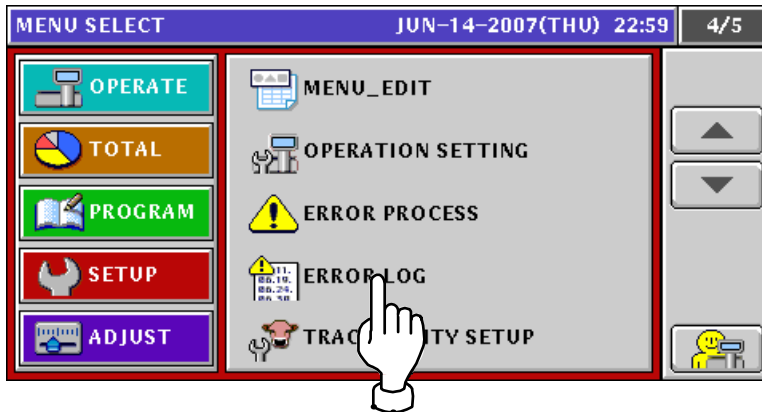 MENU SELECT JUN-14-2007(THU) 22:59 4/5
OPERATE
TOTAL
PROGRAM
SETUP
ADJUST
MENU_EDIT
OPERATION SETTING
ERROR PROCESS
ERROR LOG
SETUP